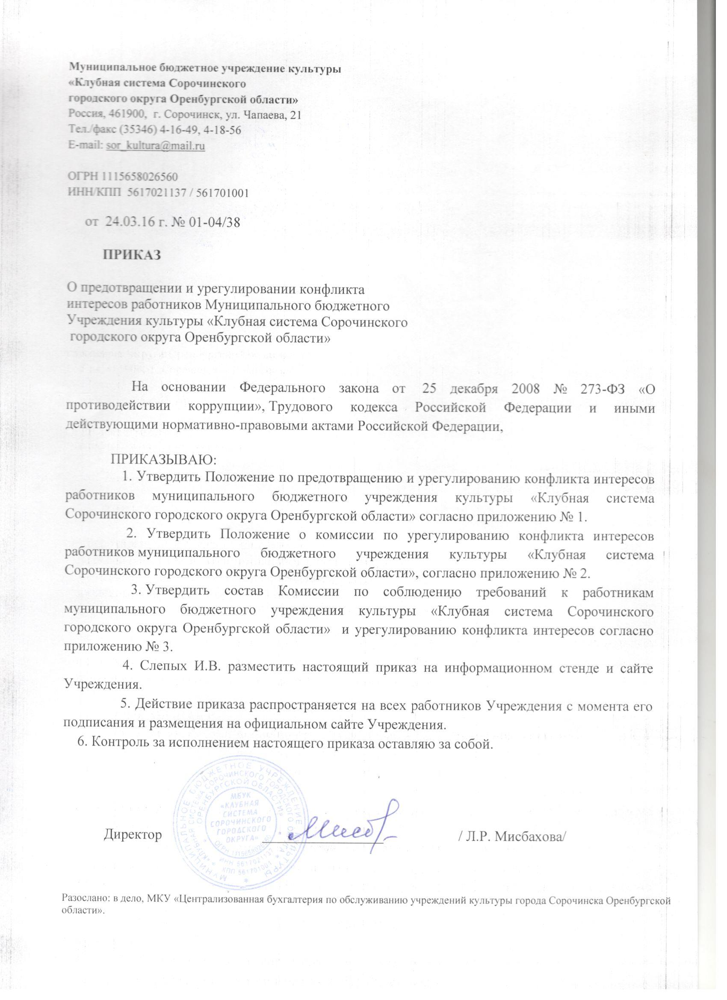 Муниципальное бюджетное учреждение культуры
«Клубная система Сорочинского
городского округа Оренбургской области»
Россия, 461900,  г. Сорочинск, ул. Чапаева, 21
Тел./факс (35346) 4-16-49, 4-18-56
E-mail: sor_kultura@mail.ru
ОГРН 1115658026560
ИНН/КПП  5617021137 / 561701001
от  24.03.16 г. № 01-04/38
ПРИКАЗ
О предотвращении и урегулировании конфликта
интересов работников Муниципального бюджетного
Учреждения культуры «Клубная система Сорочинского
городского округа Оренбургской области»
На основании Федерального закона от 25 декабря 2008 № 273-ФЗ «О
противодействии коррупции», Трудового кодекса Российской Федерации и иными
действующими нормативно-правовыми актами Российской Федерации,
ПРИКАЗЫВАЮ:
1. Утвердить Положение по предотвращению и урегулированию конфликта интересов
работников муниципального бюджетного учреждения культуры «Клубная система
Сорочинского городского округа Оренбургской области» согласно приложению № 1.
2. Утвердить Положение о комиссии по урегулированию конфликта интересов
работников муниципального бюджетного учреждения культуры «Клубная система
Сорочинского городского округа Оренбургской области», согласно приложению № 2.
3. Утвердить состав Комиссии по соблюдению требований к работникам
муниципального бюджетного учреждения культуры «Клубная система Сорочинского
городского округа Оренбургской области»  и урегулированию конфликта интересов согласно
приложению № 3.
4. Слепых И.В. разместить настоящий приказ на информационном стенде и сайте
Учреждения.
5. Действие приказа распространяется на всех работников Учреждения с момента его
подписания и размещения на официальном сайте Учреждения.
6. Контроль за исполнением настоящего приказа оставляю за собой.
МУНИЦИПАЛЬНОЕ БЮДЖЕТНОЕ УЧРЕЖДЕНИЕ КУЛЬТУРЫ
«КЛУБНАЯ СИСТЕМА СОРОЧИНСКОГО ГОРОДСКОГО ОКРУГА
ОРЕНБУРГСКОЙ ОБЛАСТИ»
МБУК
«КЛУБНАЯ
СИСТЕМА
СОРОЧИНСКОГО
ГОРОДСКОГО
ОКРУГА»
ОГРН 1115658026560
ИНН 5617021137
КПП 561701001
Директор / Л.Р. Мисбахова/
Разослано: в дело, МКУ «Централизованная бухгалтерия по обслуживанию учреждений культуры города Сорочинска Оренбургской
области».